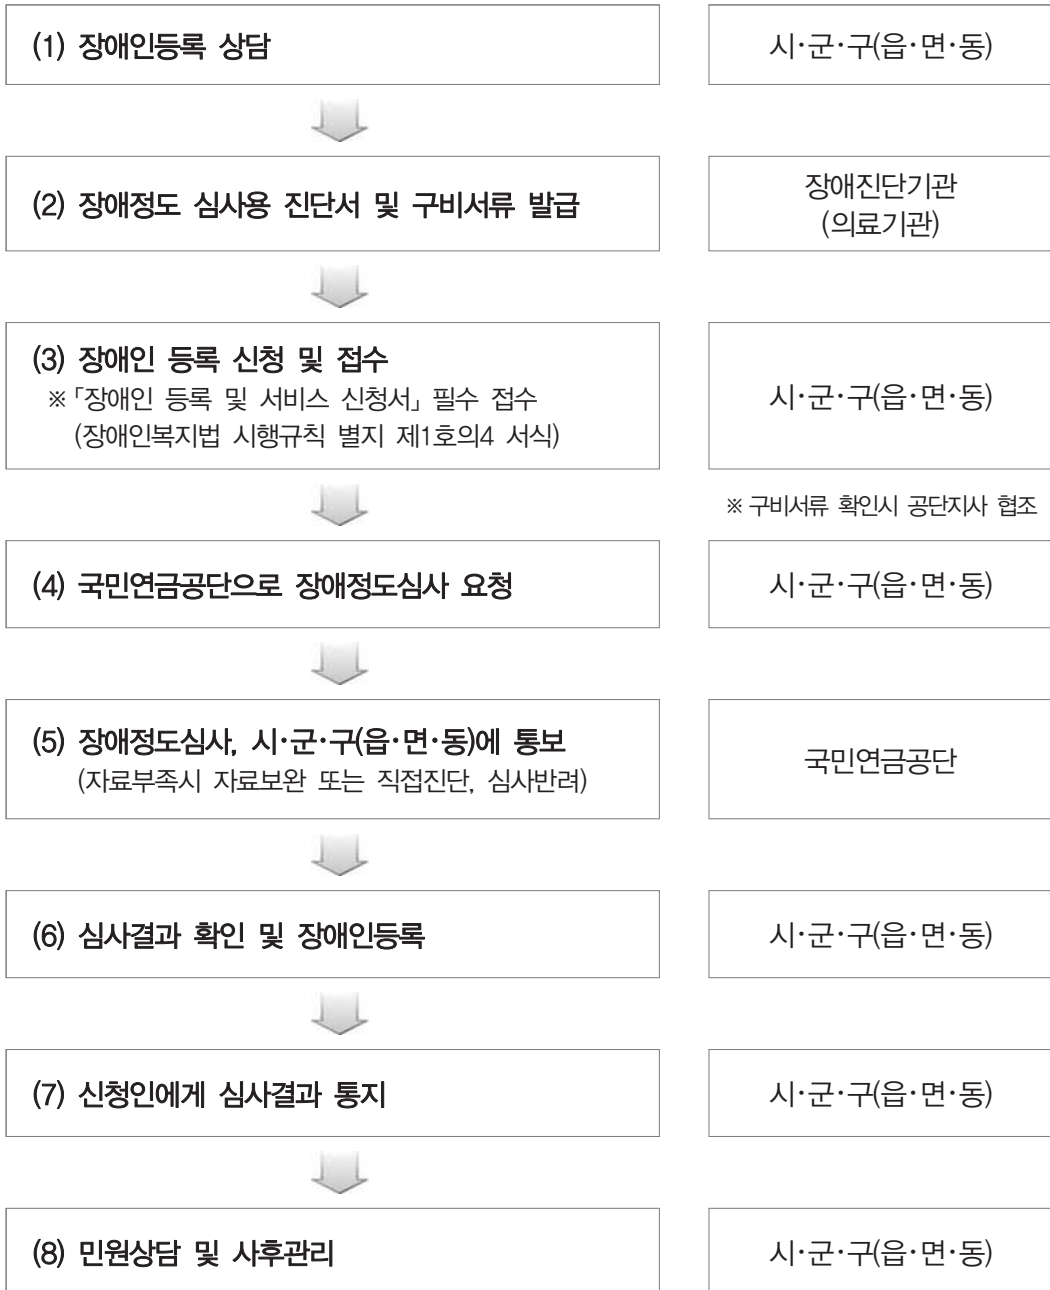 (1) 장애인등록 상담
시·군·구(읍·면·동)
(2) 장애정도 심사용 진단서 및 구비서류 발급
장애진단기관
(의료기관)
(3) 장애인 등록 신청 및 접수
※「장애인 등록 및 서비스 신청서」 필수 접수
(장애인복지법 시행규칙 별지 제1호의4 서식)
시·군·구(읍·면·동)
※ 구비서류 확인시 공단지사 협조
(4) 국민연금공단으로 장애정도심사 요청
시·군·구(읍·면·동)
(5) 장애정도심사, 시·군·구(읍·면·동)에 통보
(자료부족시 자료보완 또는 직접진단, 심사반려)
국민연금공단
(6) 심사결과 확인 및 장애인등록
시·군·구(읍·면·동)
(7) 신청인에게 심사결과 통지
시·군·구(읍·면·동)
(8) 민원상담 및 사후관리
시·군·구(읍·면·동)